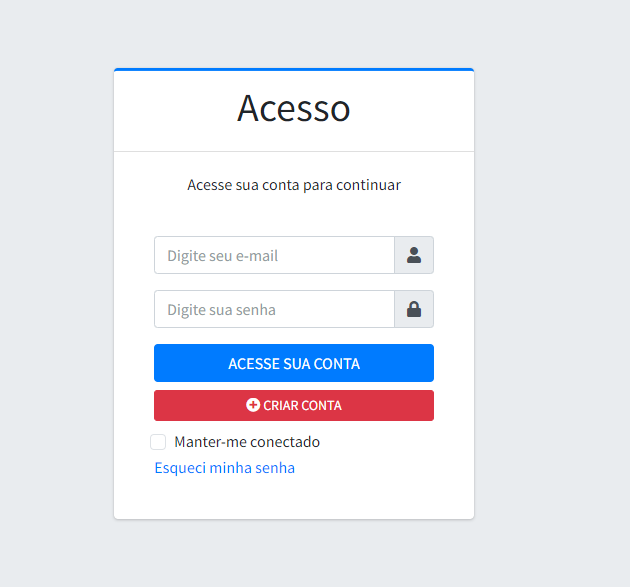 Acesso
Acesse sua conta para continuar
Digite seu e-mail
Digite sua senha
ACESSE SUA CONTA
CRIAR CONTA
Manter-me conectado
Esqueci minha senha